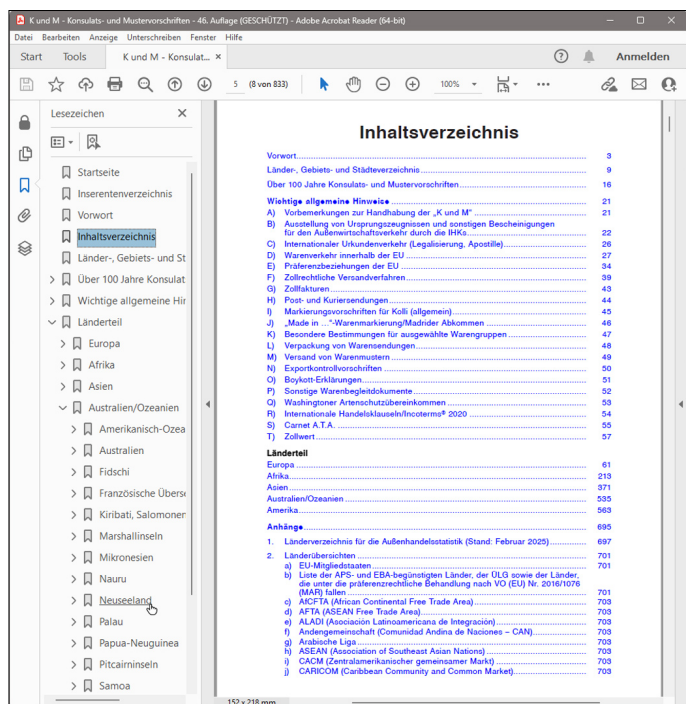 K und M - Konsulats- und Mustervorschriften - 46. Auflage (GESCHÜTZT) - Adobe Acrobat Reader (64-bit)
Datei Bearbeiten Anzeige Unterschreiben Fenster Hilfe
Start Tools K und M - Konsulat... × Anmelden
5 (8 von 833) 100%
Lesezeichen
Startseite
Inserentenverzeichnis
Vorwort
Inhaltsverzeichnis
Länder-, Gebiets- und St
Über 100 Jahre Konsulat
Wichtige allgemeine Hir
Länderteil
Europa
Afrika
Asien
Australien/Ozeanien
Amerikanisch-Ozea
Australien
Fidschi
Französische Übers
Kiribati, Salomoner
Marshallinseln
Mikronesien
Nauru
Neuseeland
Palau
Papua-Neuguinea
Pitcairninseln
Samoa
Inhaltsverzeichnis
Vorwort 3
Länder-, Gebiets- und Städteverzeichnis 9
Über 100 Jahre Konsulats- und Mustervorschriften 16
Wichtige allgemeine Hinweise 21
A) Vorbemerkungen zur Handhabung der „K und M" 21
B) Ausstellung von Ursprungszeugnissen und sonstigen Bescheinigungen
für den Außenwirtschaftsverkehr durch die IHKs 22
C) Internationaler Urkundenverkehr (Legalisierung, Apostille) 26
D) Warenverkehr innerhalb der EU 27
E) Präferenzbeziehungen der EU 34
F) Zollrechtliche Versandverfahren 39
G) Zollfakturen 43
H) Post- und Kuriersendungen 44
I) Markierungsvorschriften für Kolli (allgemein) 45
J) „Made in ..."-Warenmarkierung/Madrider Abkommen 46
K) Besondere Bestimmungen für ausgewählte Warengruppen 47
L) Verpackung von Warensendungen 48
M) Versand von Warenmustern 49
N) Exportkontrollvorschriften 50
O) Boykott-Erklärungen 51
P) Sonstige Warenbegleitdokumente 52
Q) Washingtoner Artenschutzübereinkommen 53
R) Internationale Handelsklauseln/Incoterms® 2020 54
S) Carnet A.T.A. 55
T) Zollwert 57
Länderteil
Europa 61
Afrika 213
Asien 371
Australien/Ozeanien 535
Amerika 563
Anhänge 695
1. Länderverzeichnis für die Außenhandelsstatistik (Stand: Februar 2025) 697
2. Länderübersichten 701
a) EU-Mitgliedstaaten 701
b) Liste der APS- und EBA-begünstigten Länder, der ÜLG sowie der Länder,
die unter die präferenzrechtliche Behandlung nach VO (EU) Nr. 2016/1076
(MAR) fallen 701
c) AfCFTA (African Continental Free Trade Area) 703
d) AFTA (ASEAN Free Trade Area) 703
e) ALADI (Asociación Latinoamericana de Integración) 703
f) Andengemeinschaft (Comunidad Andina de Naciones – CAN) 703
g) Arabische Liga 703
h) ASEAN (Association of Southeast Asian Nations) 703
i) CACM (Zentralamerikanischer gemeinsamer Markt) 703
j) CARICOM (Caribbean Community and Common Market) 703
152 x 218 mm